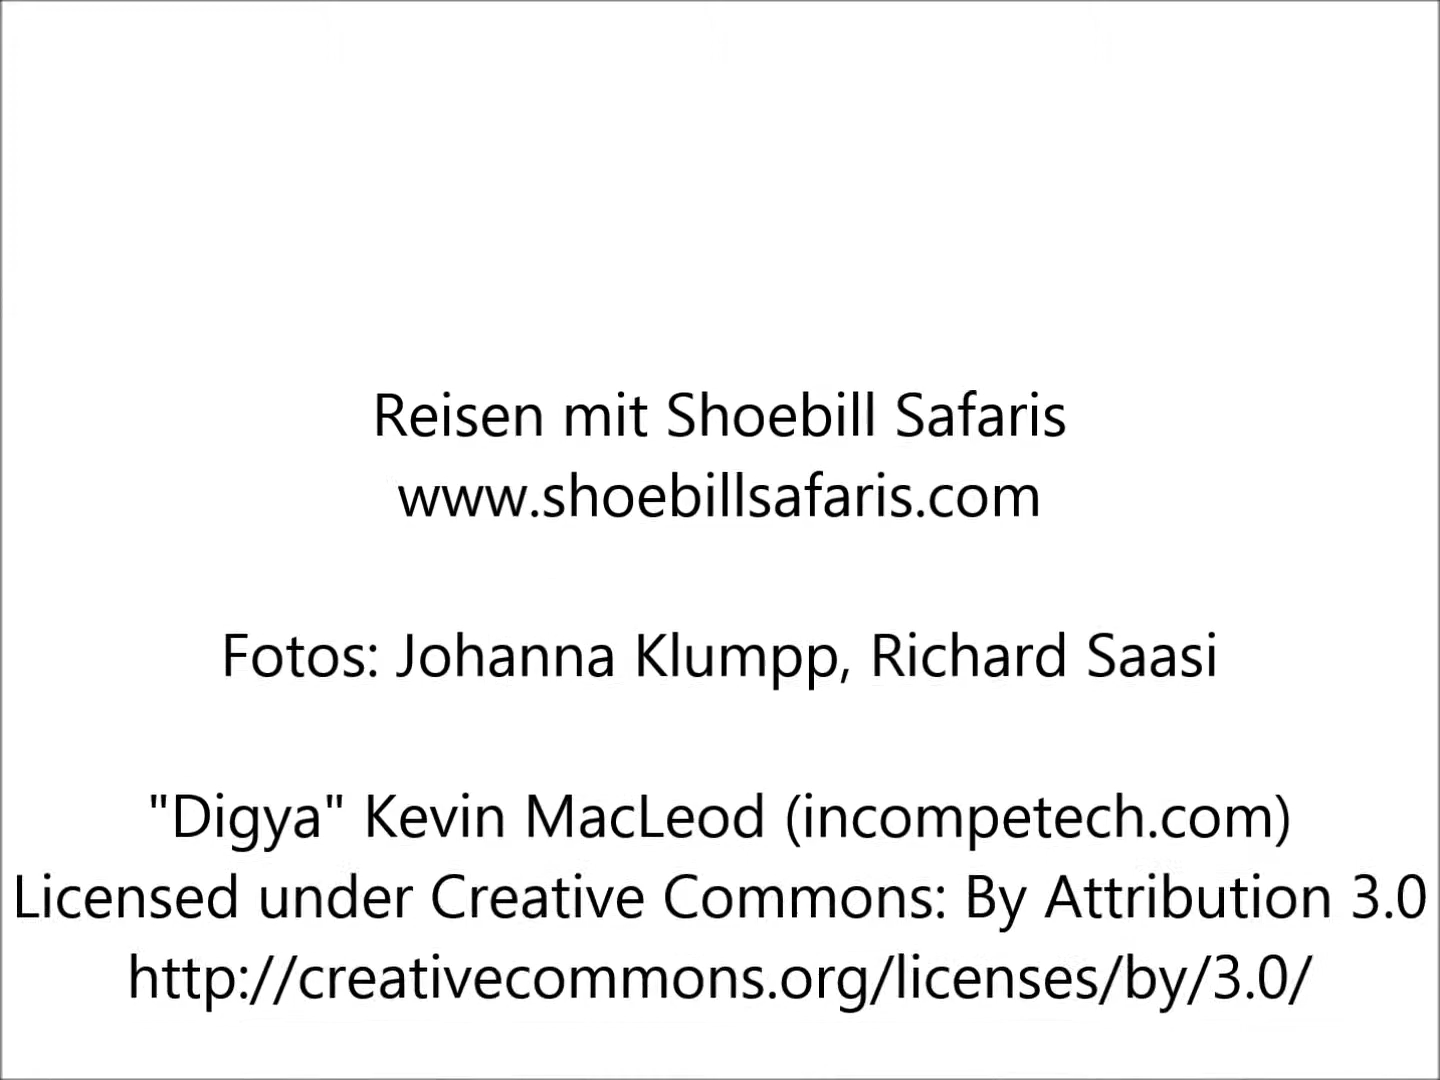 Reisen mit Shoebill Safaris
www.shoebillsafaris.com
Fotos: Johanna Klumpp, Richard Saasi
"Digya" Kevin MacLeod (incompetech.com)
Licensed under Creative Commons: By Attribution 3.0
http://creativecommons.org/licenses/by/3.0/